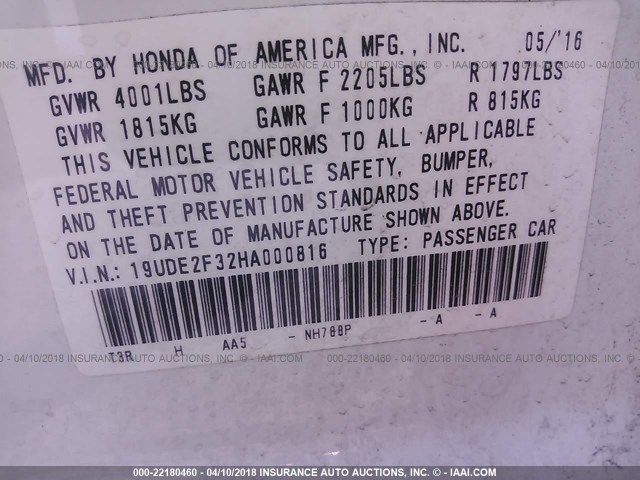 MFD. BY HONDA OF AMERICA MFG., INC. 05/'16
GVWR 4001LBS GAWR F 2205LBS R 1797LBS
GVWR 1815KG GAWR F 1000KG R 815KG
THIS VEHICLE CONFORMS TO ALL APPLICABLE
FEDERAL MOTOR VEHICLE SAFETY, BUMPER,
AND THEFT PREVENTION STANDARDS IN EFFECT
ON THE DATE OF MANUFACTURE SHOWN ABOVE.
V.I.N.: 19UDE2F32HA000816 TYPE: PASSENGER CAR
T3R H AA5 - NH788P - A - A
000-22180460 - 04/10/2018 INSURANCE AUTO AUCTIONS, INC. - © - IAAI.COM